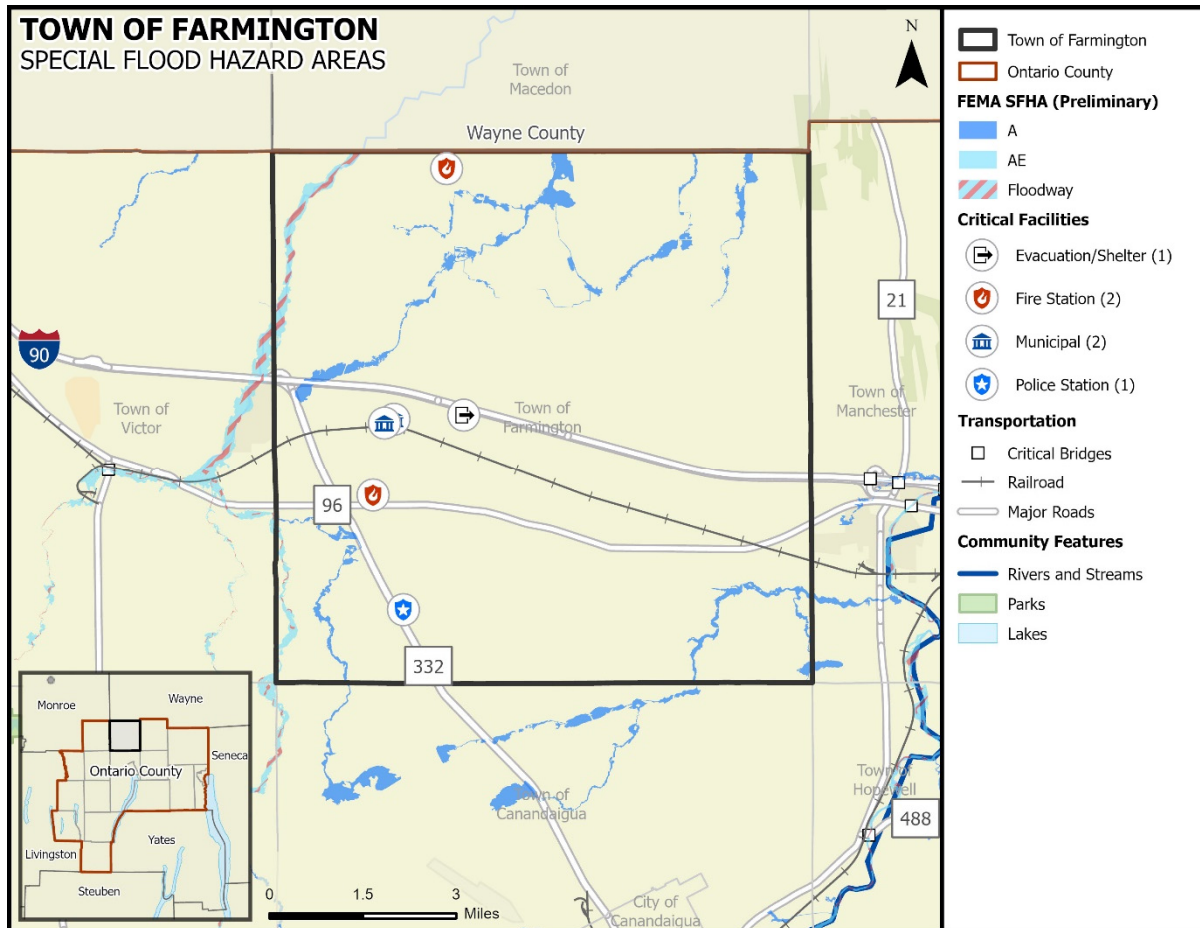 TOWN OF FARMINGTON
SPECIAL FLOOD HAZARD AREAS
N
Town of
Macedon
Wayne County
21
90
Town of
Victor
Town of
Farmington
Town of
Manchester
96
332
Town of
Canandaigua
Town of
Hopewell
488
City of
Canandaigua
Monroe
Wayne
Seneca
Ontario County
Yates
Livingston
Steuben
0
1.5
3
Miles
Town of Farmington
Ontario County
FEMA SFHA (Preliminary)
A
AE
Floodway
Critical Facilities
Evacuation/Shelter (1)
Fire Station (2)
Municipal (2)
Police Station (1)
Transportation
Critical Bridges
Railroad
Major Roads
Community Features
Rivers and Streams
Parks
Lakes